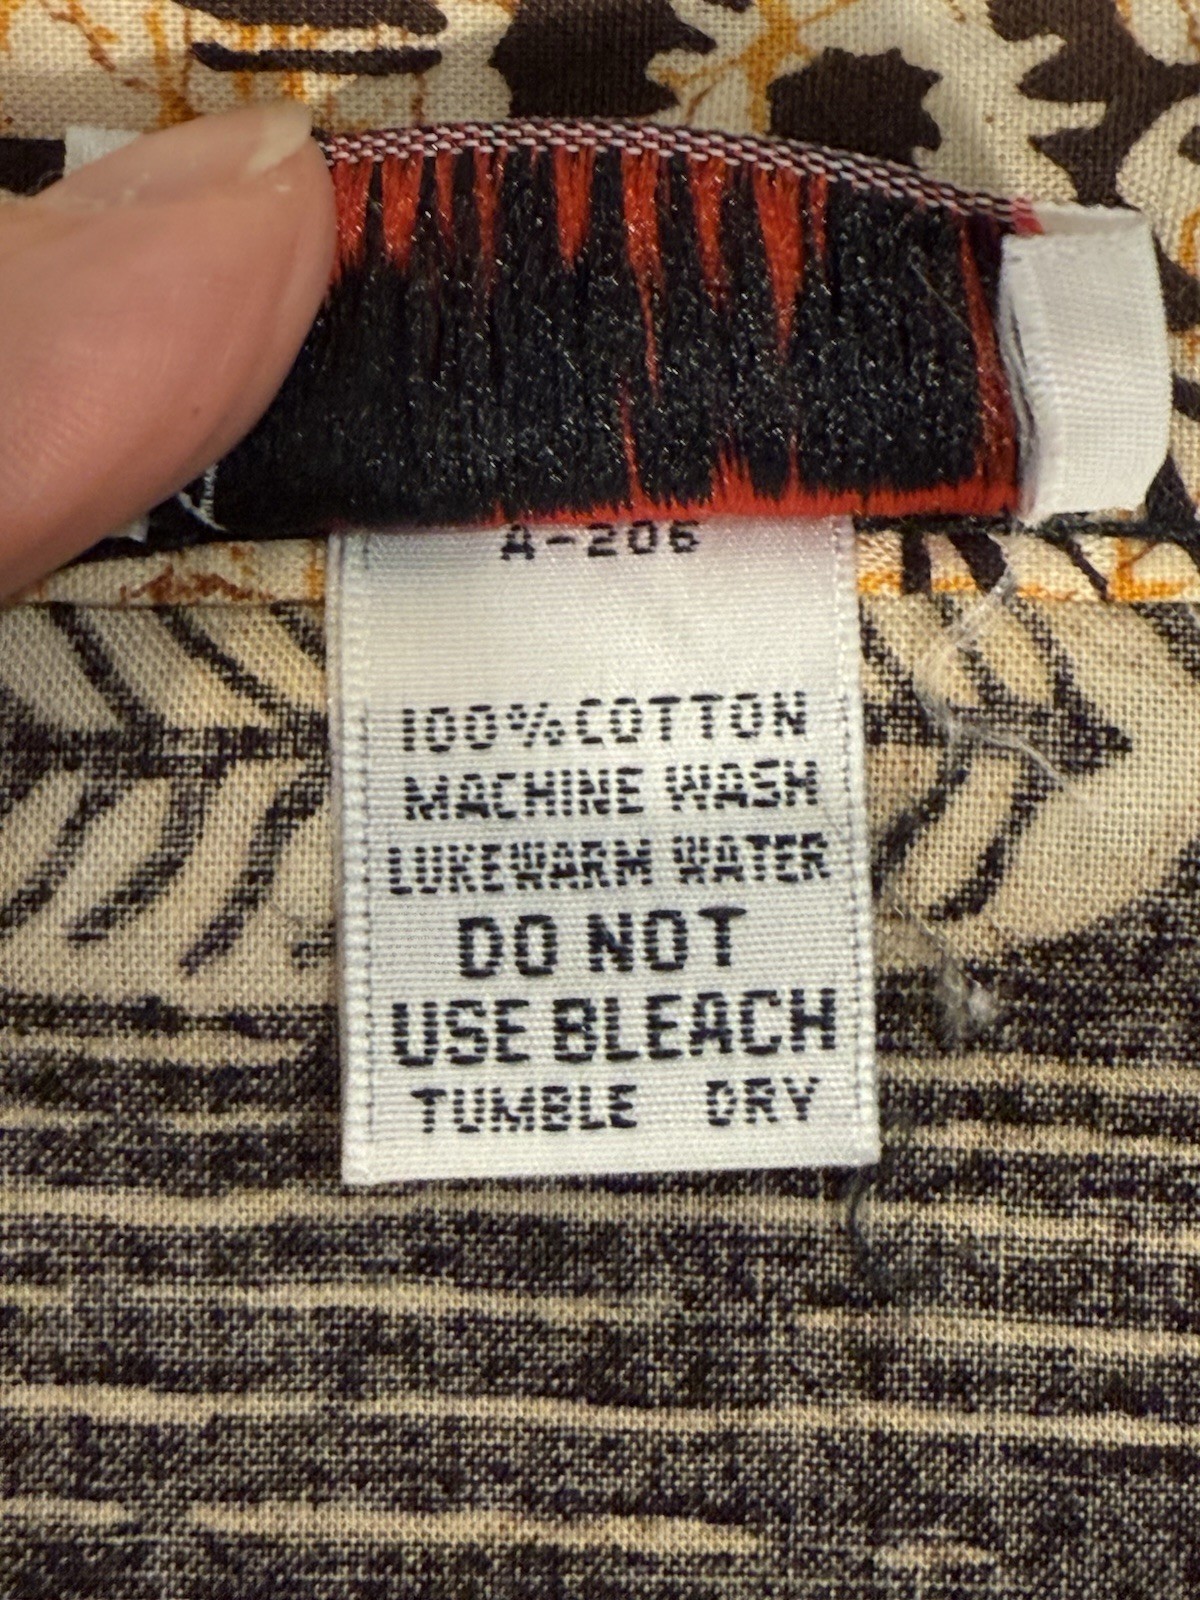 A-206
100% COTTON
MACHINE WASH
LUKEWARM WATER
DO NOT
USE BLEACH
TUMBLE DRY